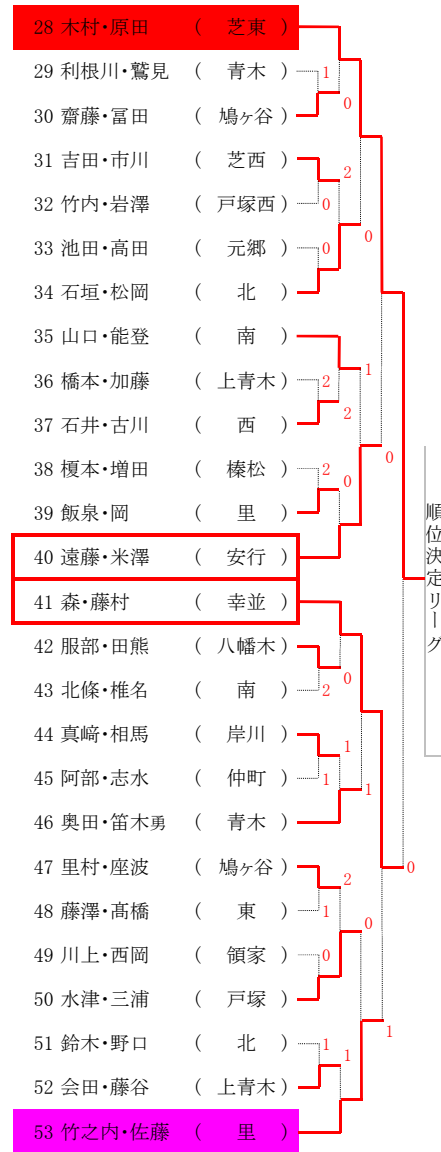 28 木村・原田 ( 芝東 )
29 利根川・鷲見 ( 青木 ) 1
0
30 齋藤・冨田 ( 鳩ヶ谷 )
31 吉田・市川 ( 芝西 ) 2
32 竹内・岩澤 ( 戸塚西 ) 0
0
33 池田・高田 ( 元郷 ) 0
34 石垣・松岡 ( 北 )
35 山口・能登 ( 南 )
1
36 橋本・加藤 ( 上青木 ) 2
2
37 石井・古川 ( 西 )
0
38 榎本・増田 ( 榛松 ) 2 0
39 飯泉・岡 ( 里 )
40 遠藤・米澤 ( 安行 )
順位決定リーグ
41 森・藤村 ( 幸並 )
42 服部・田熊 ( 八幡木 )
0
43 北條・椎名 ( 南 ) 2
44 真﨑・相馬 ( 岸川 ) 1
45 阿部・志水 ( 仲町 ) 1
1
46 奥田・笛木勇 ( 青木 )
47 里村・座波 ( 鳩ヶ谷 ) 2
0
48 藤澤・髙橋 ( 東 ) 1
0
49 川上・西岡 ( 領家 ) 0
50 水津・三浦 ( 戸塚 )
1
51 鈴木・野口 ( 北 ) 1
1
52 会田・藤谷 ( 上青木 )
53 竹之内・佐藤 ( 里 )